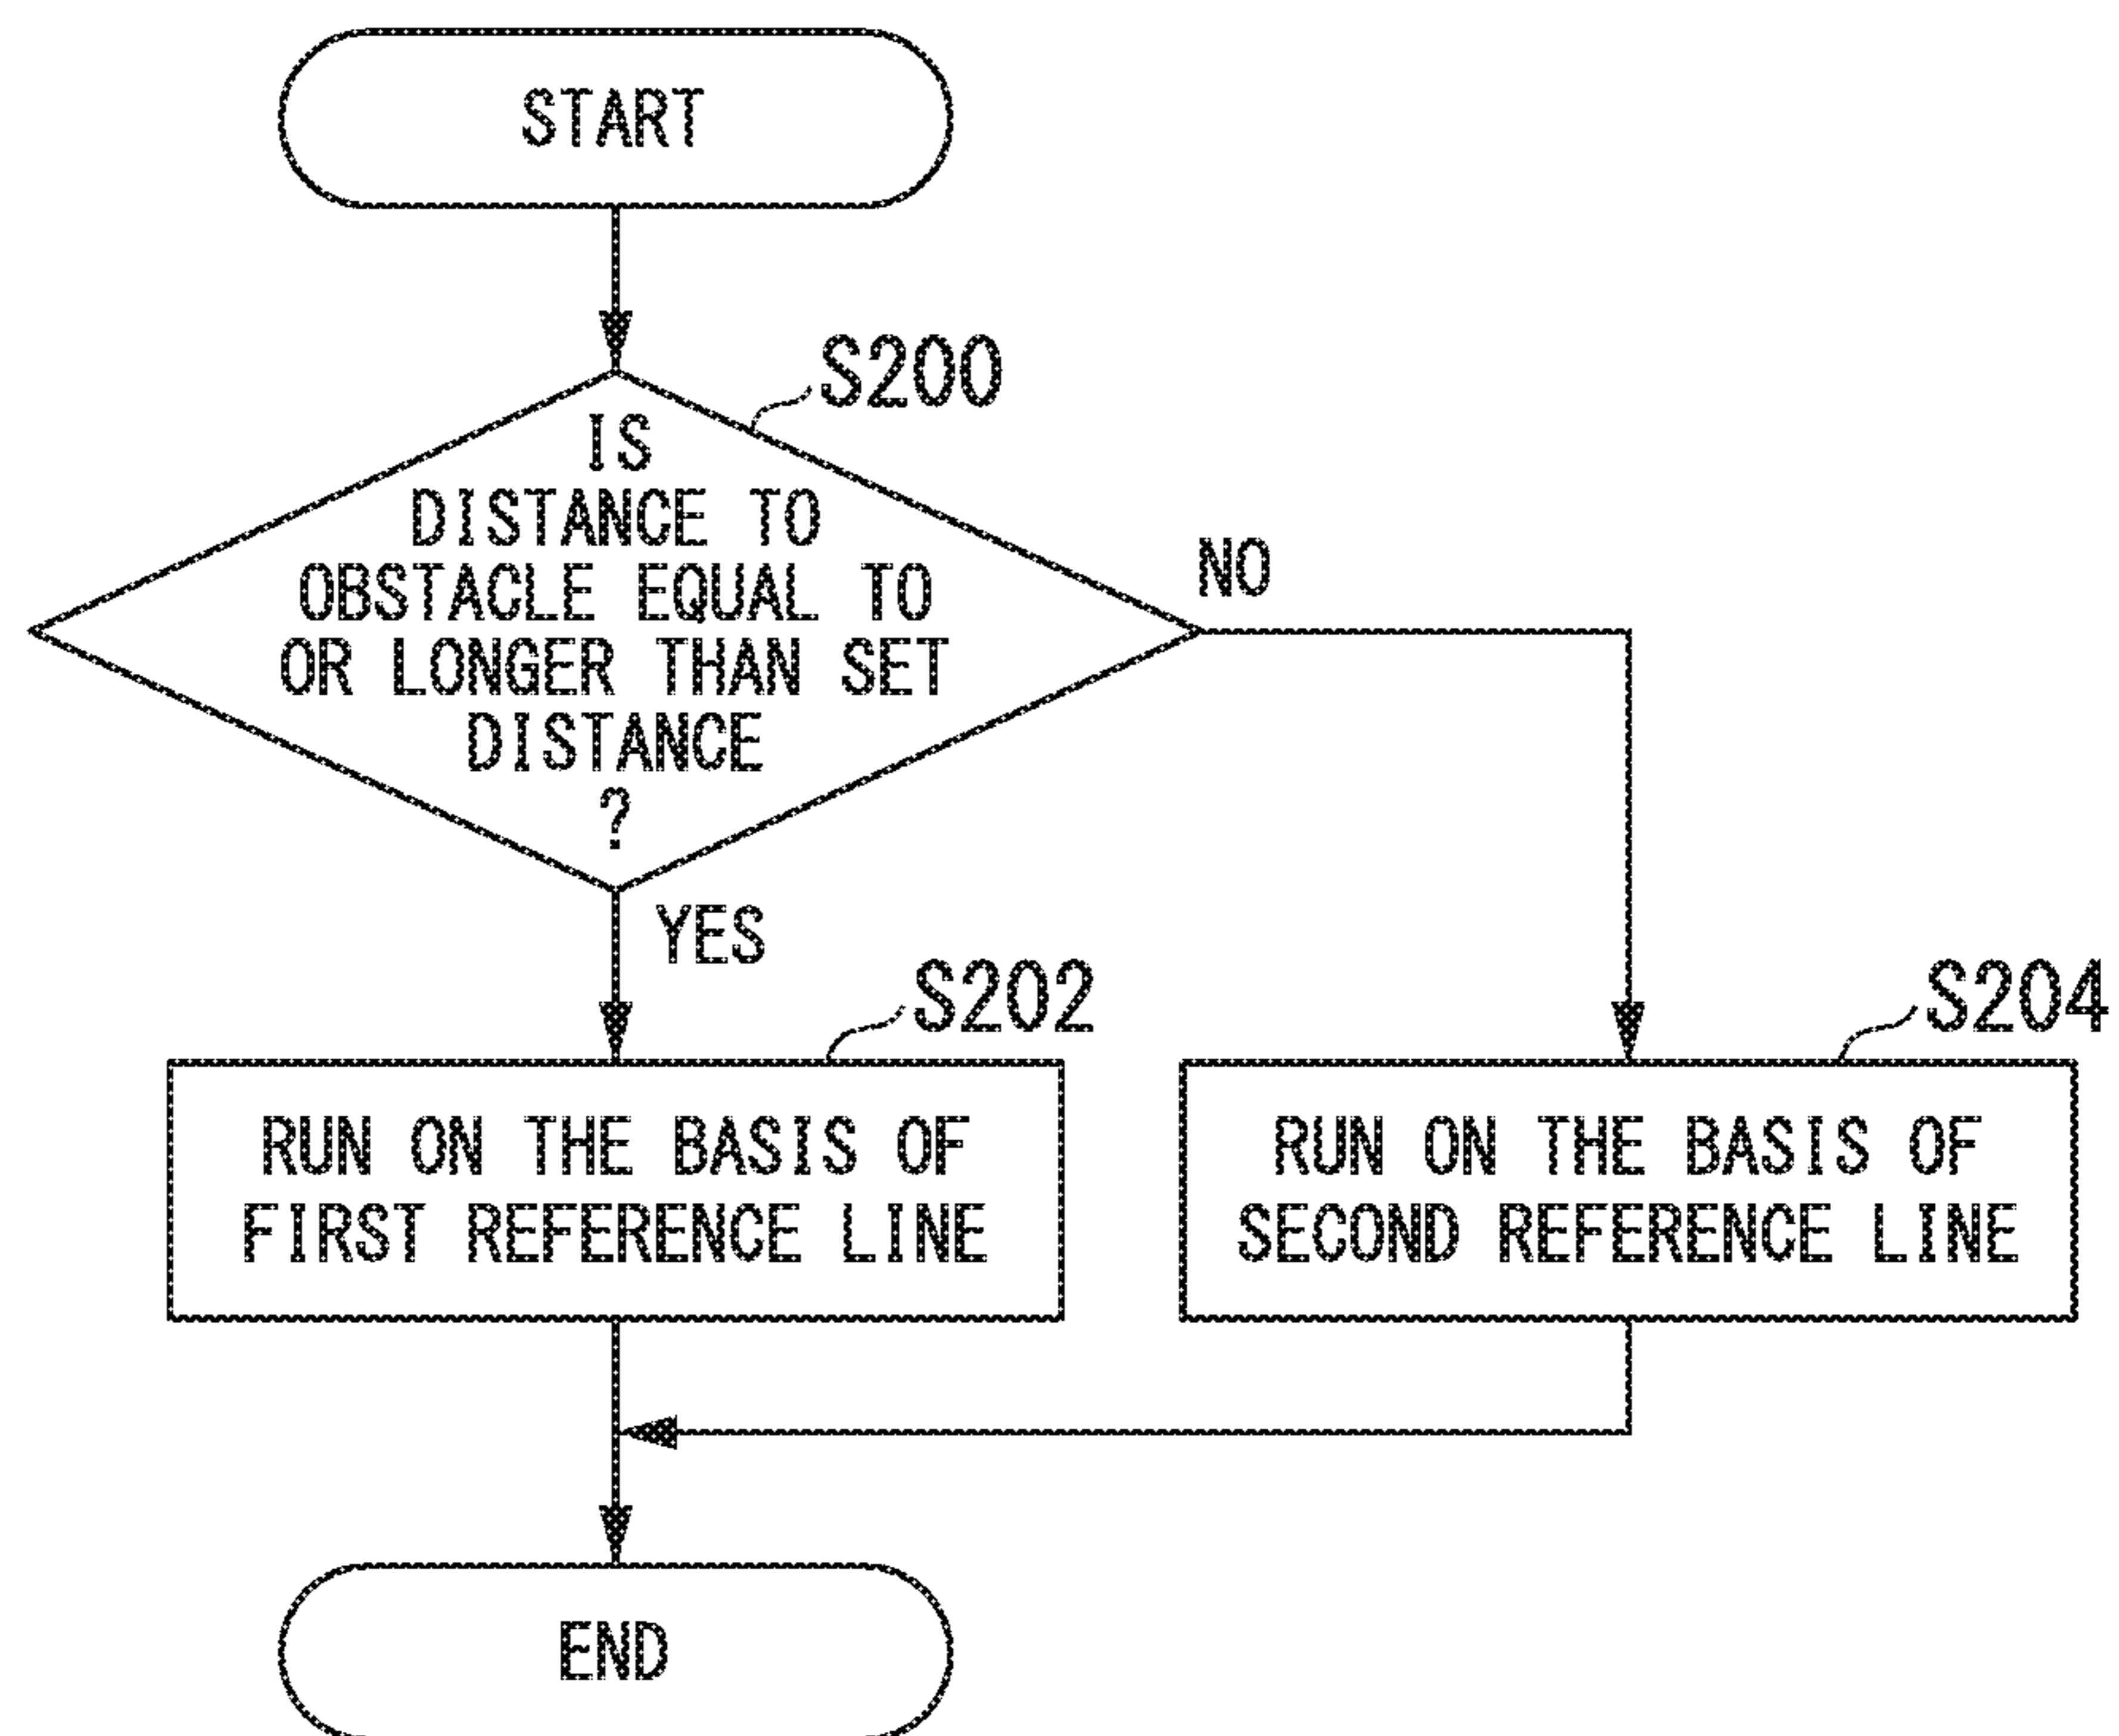 START
S200
IS
DISTANCE TO
OBSTACLE EQUAL TO
OR LONGER THAN SET
DISTANCE
?
NO
YES
S202
RUN ON THE BASIS OF
FIRST REFERENCE LINE
S204
RUN ON THE BASIS OF
SECOND REFERENCE LINE
END